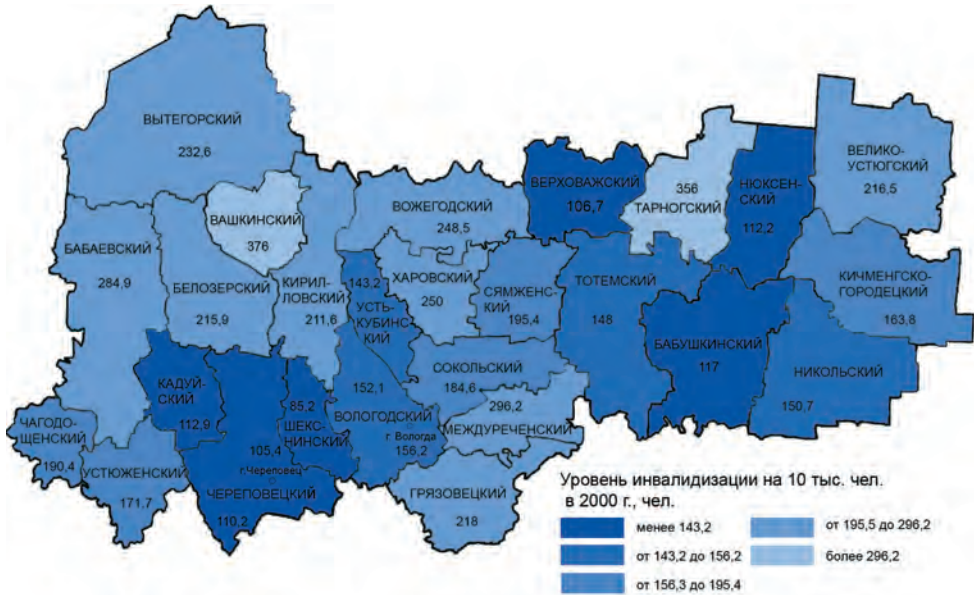 ВЫТЕГОРСКИЙ
232,6
ВАШКИНСКИЙ
376
БАБАЕВСКИЙ
284,9
БЕЛОЗЕРСКИЙ
215,9
КИРИЛ-
ЛОВСКИЙ
211,6
ВОЖЕГОДСКИЙ
248,5
ВЕРХОВАЖСКИЙ
106,7
356
ТАРНОГСКИЙ
НЮКСЕН-
СКИЙ
112,2
ВЕЛИКО-
УСТЮГСКИЙ
216,5
143,2
УСТЬ-
КУБИН-
СКИЙ
ХАРОВСКИЙ
250
СЯМЖЕН-
СКИЙ
195,4
ТОТЕМСКИЙ
148
КИЧМЕНГСКО-
ГОРОДЕЦКИЙ
163,8
БАБУШКИНСКИЙ
117
НИКОЛЬСКИЙ
150,7
КАДУЙ-
СКИЙ
112,9
85,2
ШЕКС-
НИНСКИЙ
152,1
ВОЛОГОДСКИЙ
г. Вологда
156,2
СОКОЛЬСКИЙ
184,6
296,2
МЕЖДУРЕЧЕНСКИЙ
ЧАГОДО-
ЩЕНСКИЙ
190,4
УСТЮЖЕНСКИЙ
171,7
105,4
г.Череповец
ЧЕРЕПОВЕЦКИЙ
110,2
ГРЯЗОВЕЦКИЙ
218
Уровень инвалидизации на 10 тыс. чел.
в 2000 г., чел.
менее 143,2
от 143,2 до 156,2
от 156,3 до 195,4
от 195,5 до 296,2
более 296,2